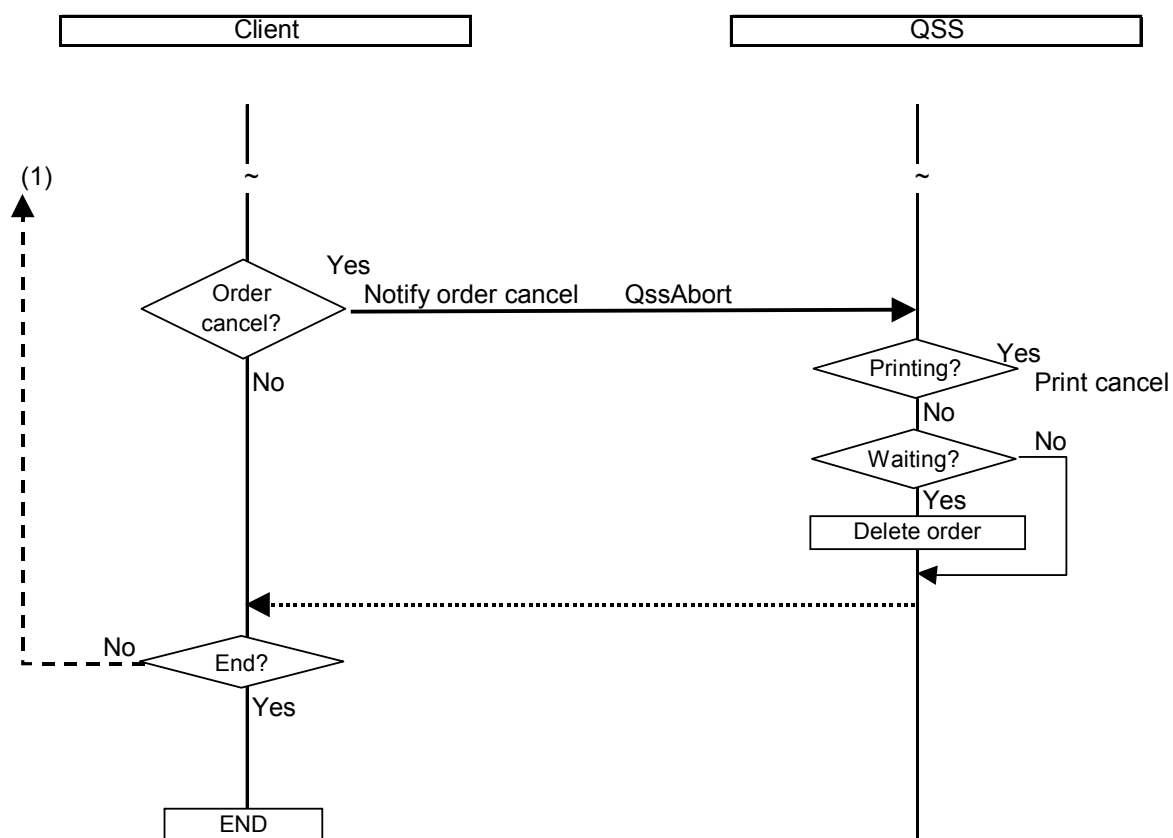 Client
QSS
~
~
(1)
Yes
Order
cancel?
Notify order cancel QssAbort
No
Printing?
Yes
Print cancel
No
Waiting?
No
Yes
Delete order
No
End?
Yes
END